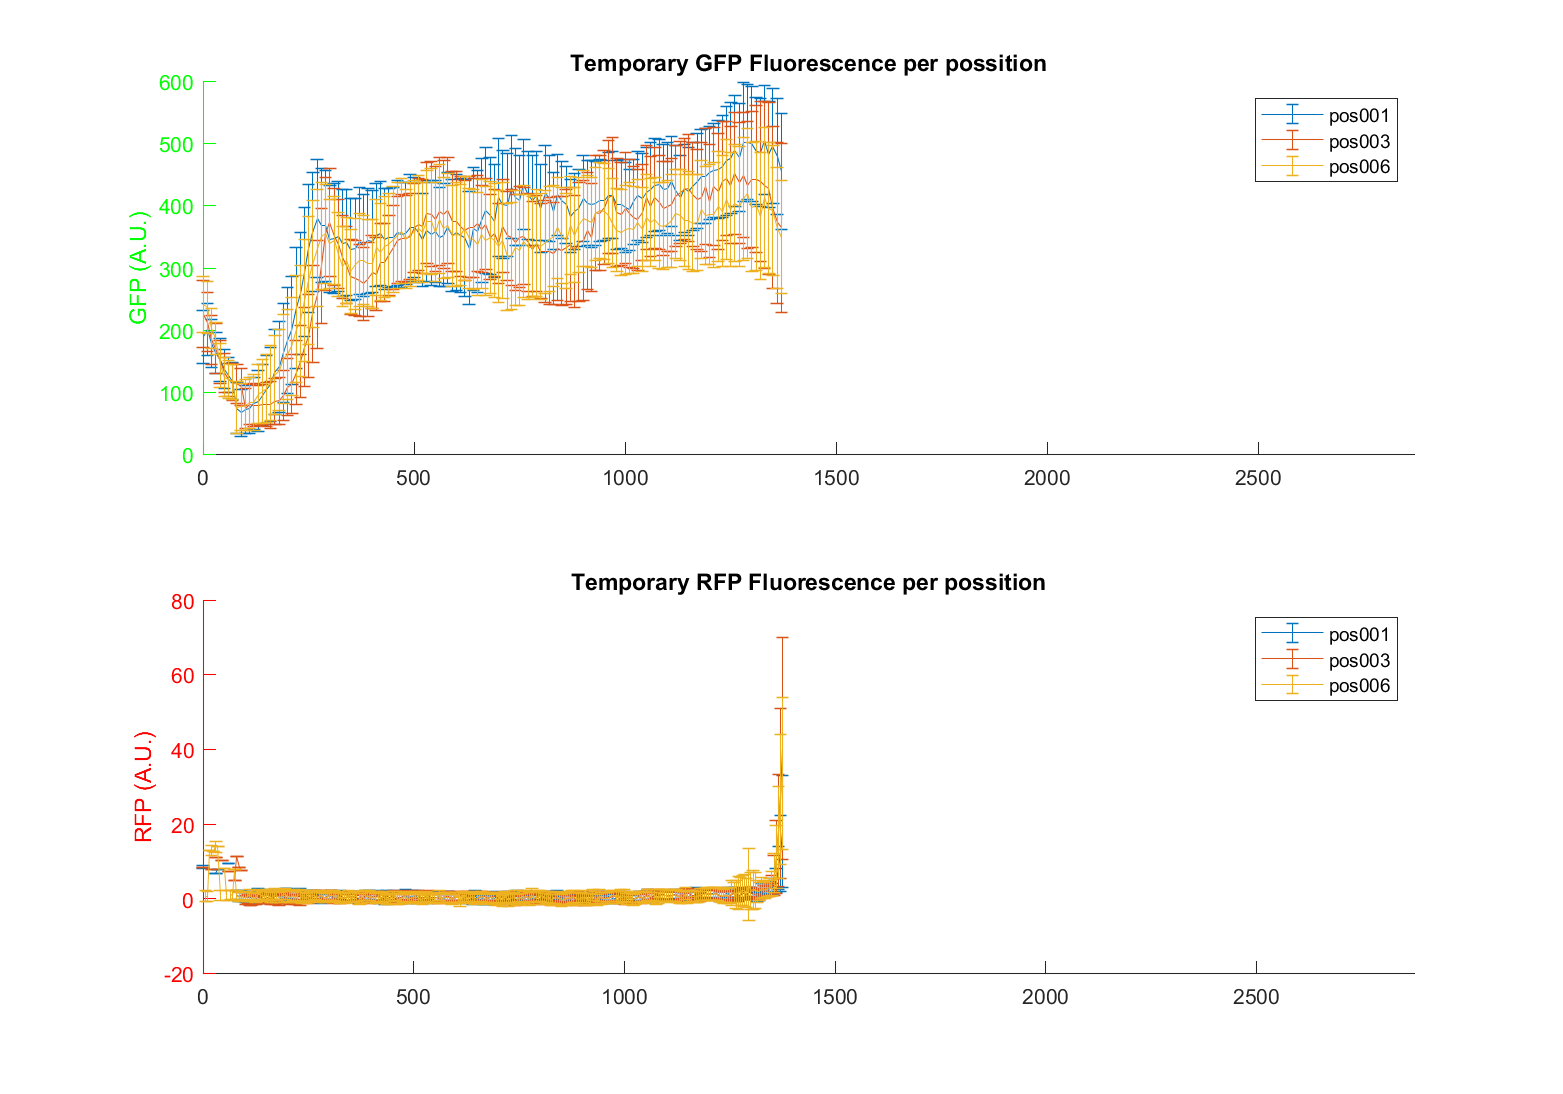 Temporary GFP Fluorescence per possition
600
500
400
300
200
100
0
GFP (A.U.)
0 500 1000 1500 2000 2500
pos001
pos003
pos006
Temporary RFP Fluorescence per possition
80
60
40
20
0
-20
RFP (A.U.)
0 500 1000 1500 2000 2500
pos001
pos003
pos006